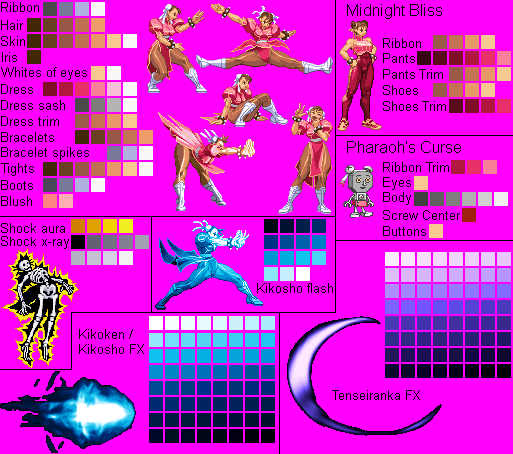 Ribbon
Hair
Skin
Iris
Whites of eyes
Dress
Dress sash
Dress trim
Bracelets
Bracelet spikes
Tights
Boots
Blush
Midnight Bliss
Ribbon
Pants
Pants Trim
Shoes
Shoes Trim
Pharaoh's Curse
Ribbon Trim
Eyes
Body
Screw Center
Buttons
Shock aura
Shock x-ray
Kikosho flash
Kikoken /
Kikosho FX
Tenseiranka FX